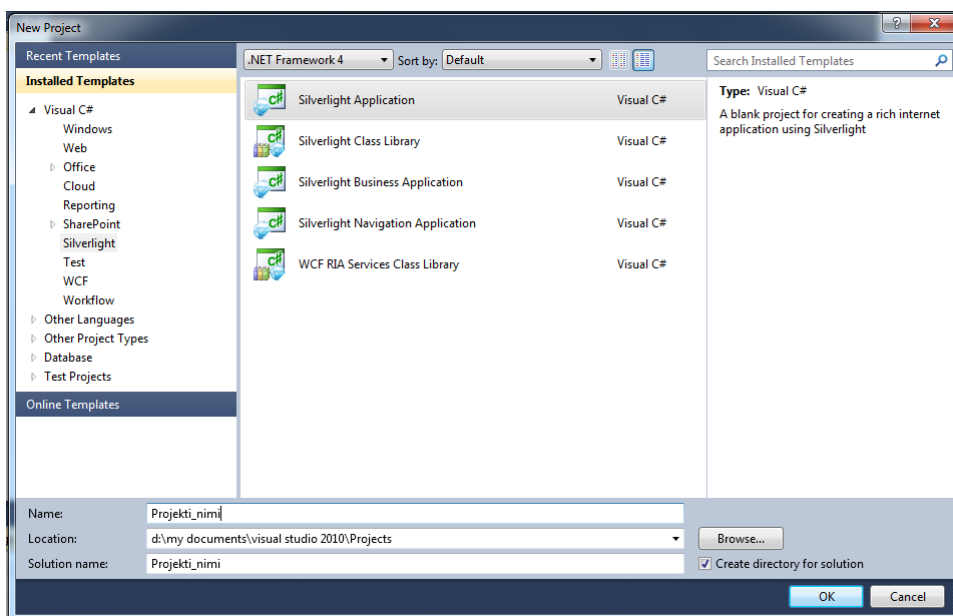 New Project
Recent Templates
Installed Templates
Visual C#
Windows
Web
Office
Cloud
Reporting
SharePoint
Silverlight
Test
WCF
Workflow
Other Languages
Other Project Types
Database
Test Projects
Online Templates
.NET Framework 4 Sort by: Default
Silverlight Application Visual C#
Silverlight Class Library Visual C#
Silverlight Business Application Visual C#
Silverlight Navigation Application Visual C#
WCF RIA Services Class Library Visual C#
Search Installed Templates
Type: Visual C#
A blank project for creating a rich internet
application using Silverlight
Name: Projekti_nimi
Location: d:\my documents\visual studio 2010\Projects Browse...
Solution name: Projekti_nimi Create directory for solution
OK Cancel